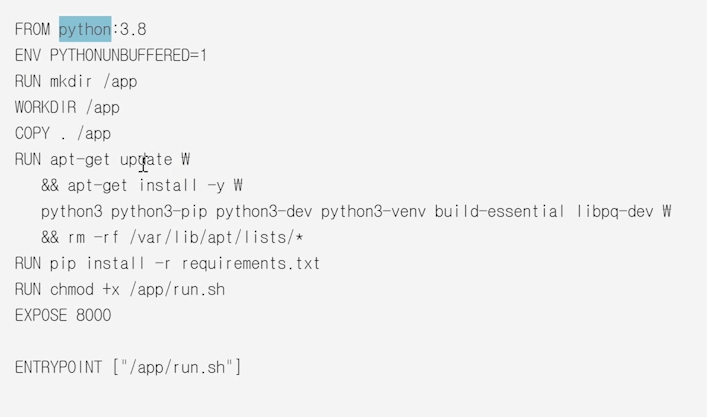 FROM python:3.8
ENV PYTHONUNBUFFERED=1
RUN mkdir /app
WORKDIR /app
COPY . /app
RUN apt-get update ₩
&& apt-get install -y ₩
python3 python3-pip python3-dev python3-venv build-essential libpq-dev ₩
&& rm -rf /var/lib/apt/lists/*
RUN pip install -r requirements.txt
RUN chmod +x /app/run.sh
EXPOSE 8000
ENTRYPOINT ["/app/run.sh"]